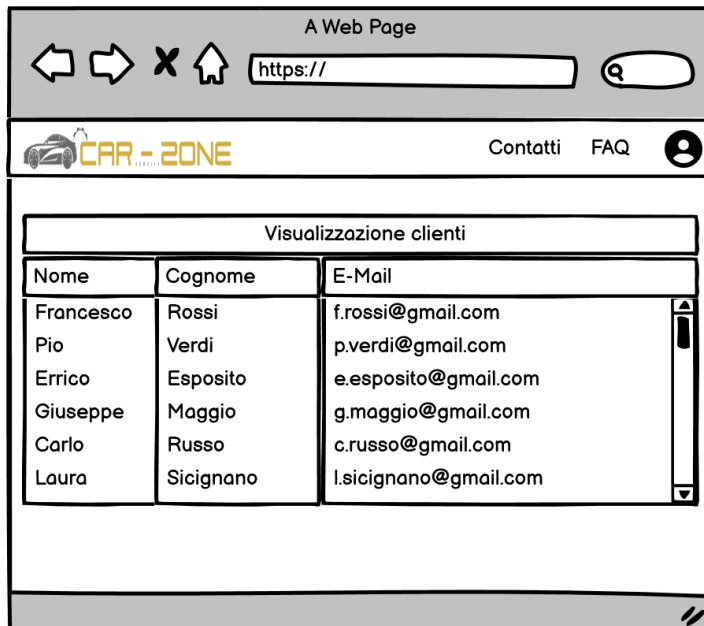 A Web Page
https://
CAR - ZONE
SERVICE
Contatti FAQ
Visualizzazione clienti
Nome Cognome E-Mail
Francesco Rossi f.rossi@gmail.com
Pio Verdi p.verdi@gmail.com
Errico Esposito e.esposito@gmail.com
Giuseppe Maggio g.maggio@gmail.com
Carlo Russo c.russo@gmail.com
Laura Sicignano l.sicignano@gmail.com